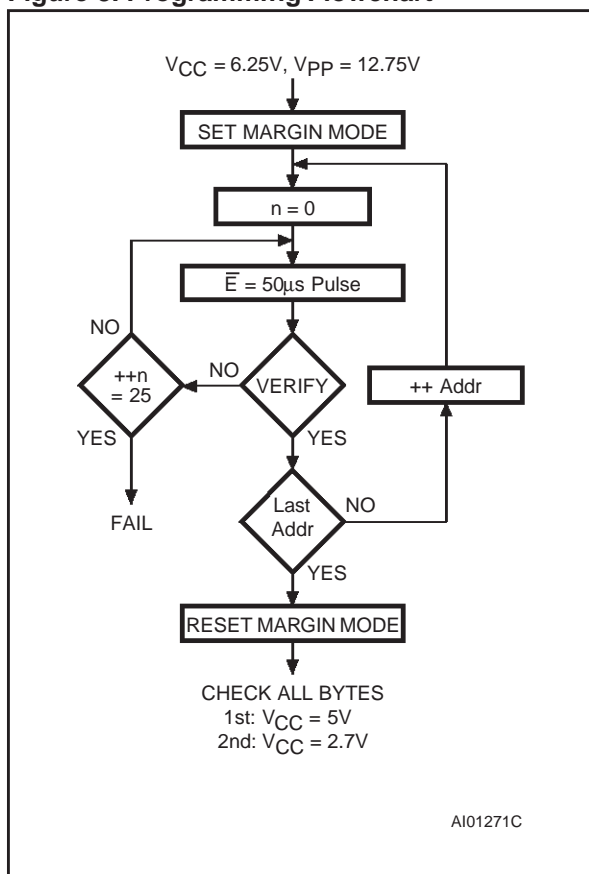 Figure Programming Flowchart
VCC = 6.25V, VPP = 12.75V
SET MARGIN MODE
n = 0
E̅ = 50μs Pulse
NO
++n
= 25
NO
VERIFY
++ Addr
YES
YES
Last
Addr
NO
FAIL
YES
RESET MARGIN MODE
CHECK ALL BYTES
1st: VCC = 5V
2nd: VCC = 2.7V
AI01271C